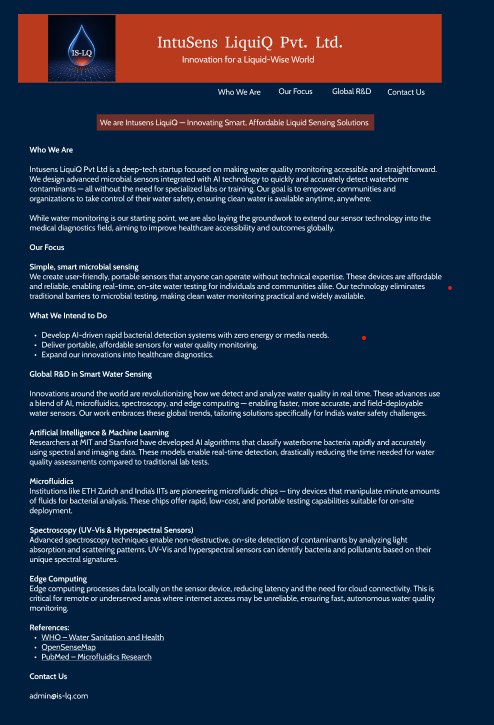 IS-LQ
IntuSens LiquiQ Pvt. Ltd.
Innovation for a Liquid-Wise World
Who We Are
Our Focus
Global R&D
Contact Us
We are Intusens LiquiQ — Innovating Smart, Affordable Liquid Sensing Solutions
Who We Are
Intusens LiquiQ Pvt Ltd is a deep-tech startup focused on making water quality monitoring accessible and straightforward.
We design advanced microbial sensors integrated with AI technology to quickly and accurately detect waterborne
contaminants — all without the need for specialized labs or training. Our goal is to empower communities and
organizations to take control of their water safety, ensuring clean water is available anytime, anywhere.
While water monitoring is our starting point, we are also laying the groundwork to extend our sensor technology into the
medical diagnostics field, aiming to improve healthcare accessibility and outcomes globally.
Our Focus
Simple, smart microbial sensing
We create user-friendly, portable sensors that anyone can operate without technical expertise. These devices are affordable
and reliable, enabling real-time, on-site water testing for individuals and communities alike. Our technology eliminates
traditional barriers to microbial testing, making clean water monitoring practical and widely available.
What We Intend to Do
• Develop AI-driven rapid bacterial detection systems with zero energy or media needs.
• Deliver portable, affordable sensors for water quality monitoring.
• Expand our innovations into healthcare diagnostics.
Global R&D in Smart Water Sensing
Innovations around the world are revolutionizing how we detect and analyze water quality in real time. These advances use
a blend of AI, microfluidics, spectroscopy, and edge computing — enabling faster, more accurate, and field-deployable
water sensors. Our work embraces these global trends, tailoring solutions specifically for India's water safety challenges.
Artificial Intelligence & Machine Learning
Researchers at MIT and Stanford have developed AI algorithms that classify waterborne bacteria rapidly and accurately
using spectral and imaging data. These models enable real-time detection, drastically reducing the time needed for water
quality assessments compared to traditional lab tests.
Microfluidics
Institutions like ETH Zurich and India's IITs are pioneering microfluidic chips — tiny devices that manipulate minute amounts
of fluids for bacterial analysis. These chips offer rapid, low-cost, and portable testing capabilities suitable for on-site
deployment.
Spectroscopy (UV-Vis & Hyperspectral Sensors)
Advanced spectroscopy techniques enable non-destructive, on-site detection of contaminants by analyzing light
absorption and scattering patterns. UV-Vis and hyperspectral sensors can identify bacteria and pollutants based on their
unique spectral signatures.
Edge Computing
Edge computing processes data locally on the sensor device, reducing latency and the need for cloud connectivity. This is
critical for remote or underserved areas where internet access may be unreliable, ensuring fast, autonomous water quality
monitoring.
References:
• WHO – Water Sanitation and Health
• OpenSenseMap
• PubMed – Microfluidics Research
Contact Us
admin@is-lq.com